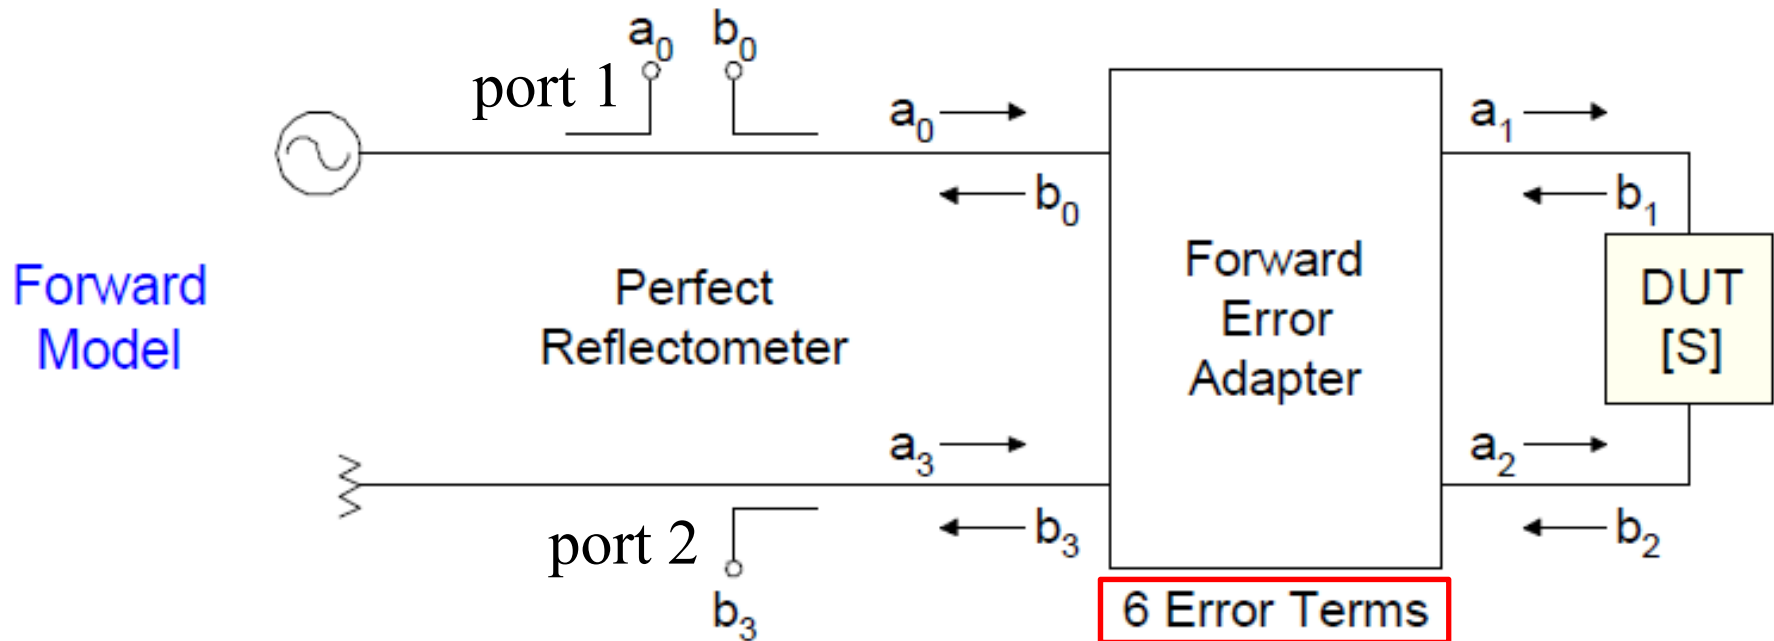 a₀ b₀
port 1
a₀ a₁
b₀ b₁
Forward
Model
Perfect
Reflectometer
Forward
Error
Adapter
DUT
[S]
a₃ a₂
port 2 b₃ b₂
b₃
6 Error Terms